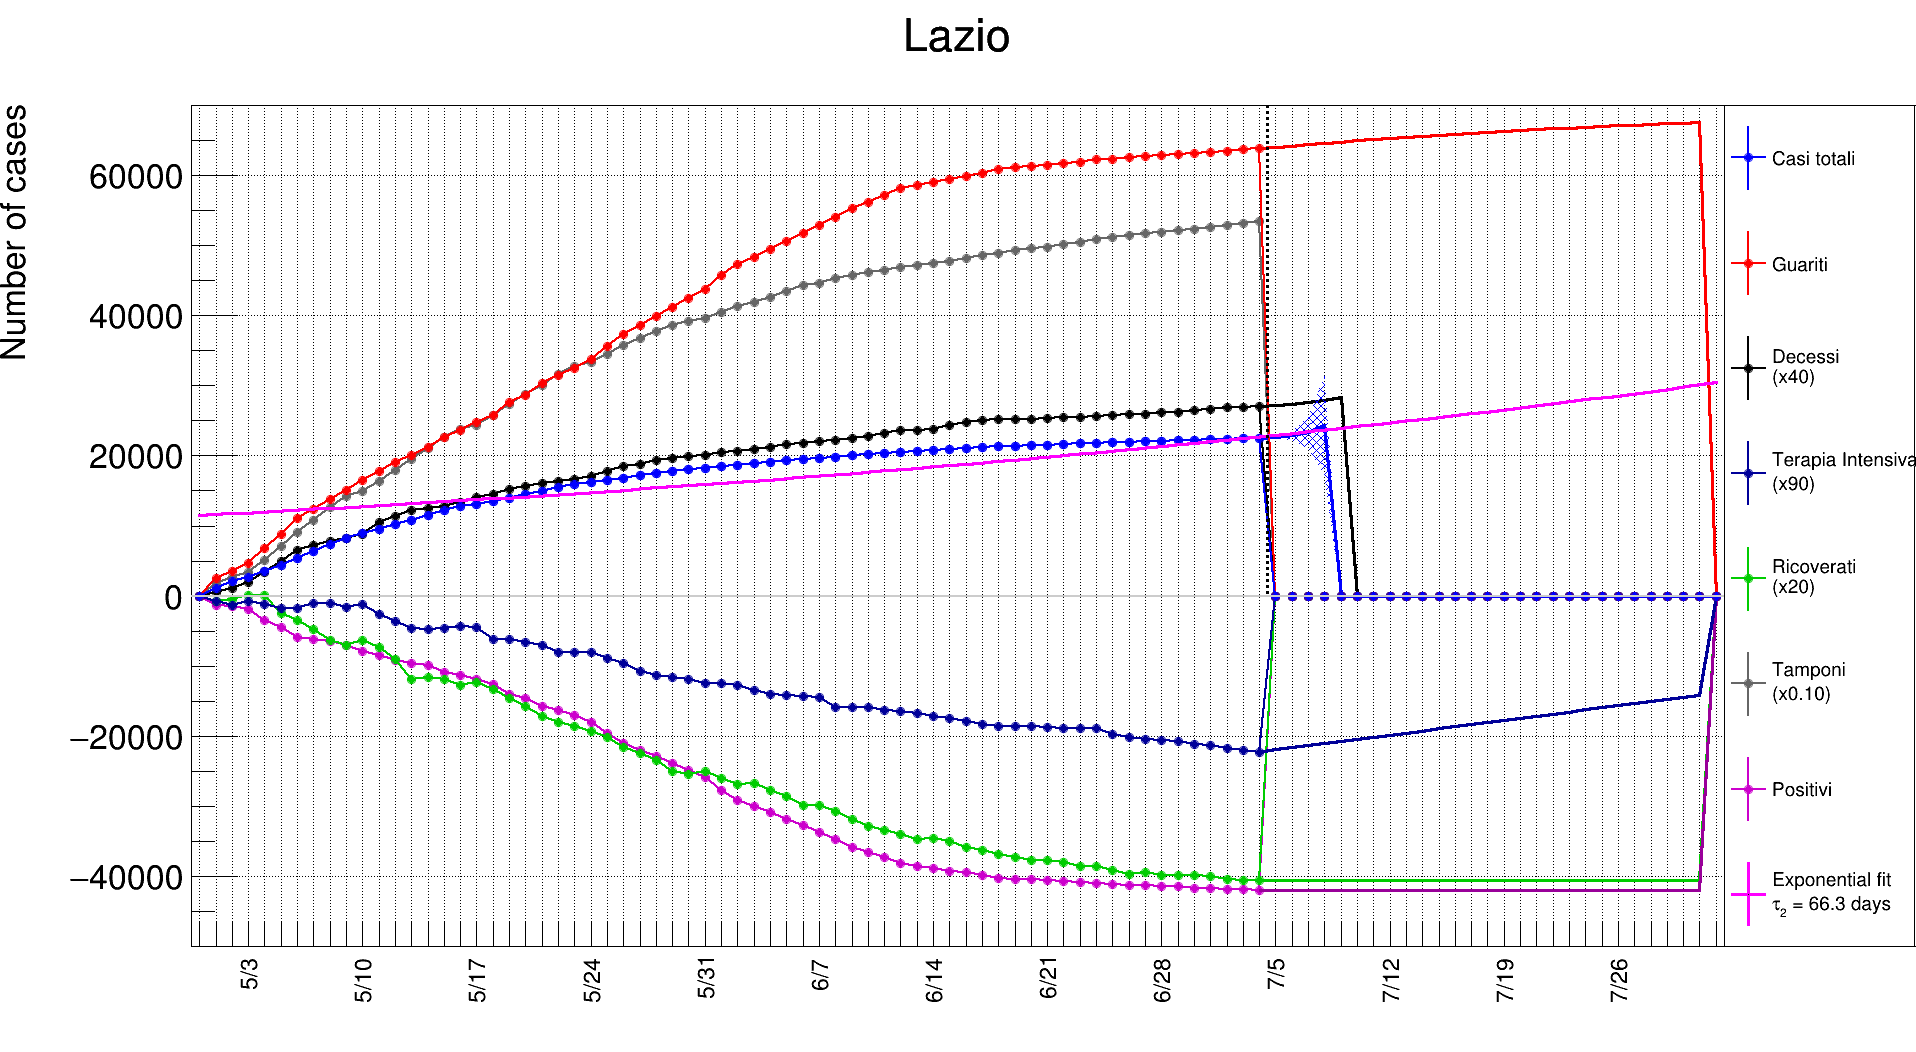 Lazio
Number of cases
60000
40000
20000
0
−20000
−40000
5/3
5/10
5/17
5/24
5/31
6/7
6/14
6/21
6/28
7/5
7/12
7/19
7/26
Casi totali
Guariti
Decessi
(x40)
Terapia Intensiva
(x90)
Ricoverati
(x20)
Tamponi
(x0.10)
Positivi
Exponential fit
τ2 = 66.3 days